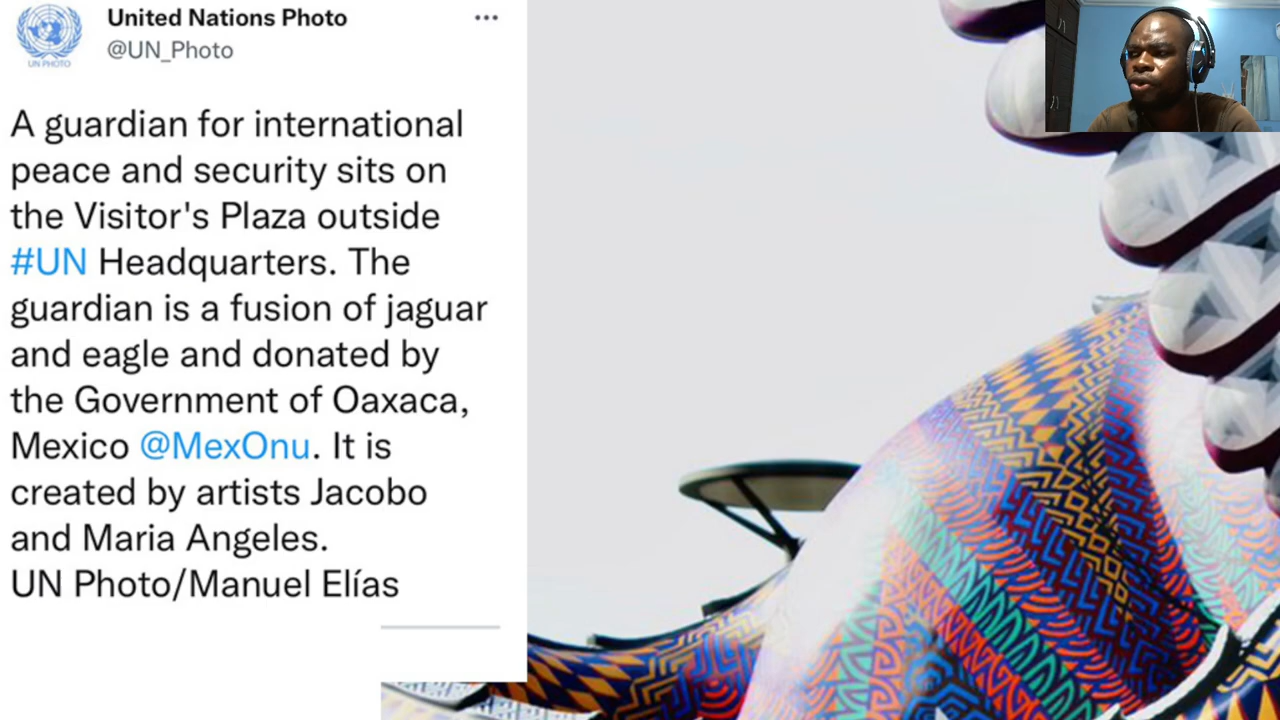 United Nations Photo
@UN_Photo
UN PHOTO
A guardian for international
peace and security sits on
the Visitor's Plaza outside
#UN Headquarters. The
guardian is a fusion of jaguar
and eagle and donated by
the Government of Oaxaca,
Mexico @MexOnu. It is
created by artists Jacobo
and Maria Angeles.
UN Photo/Manuel Elías